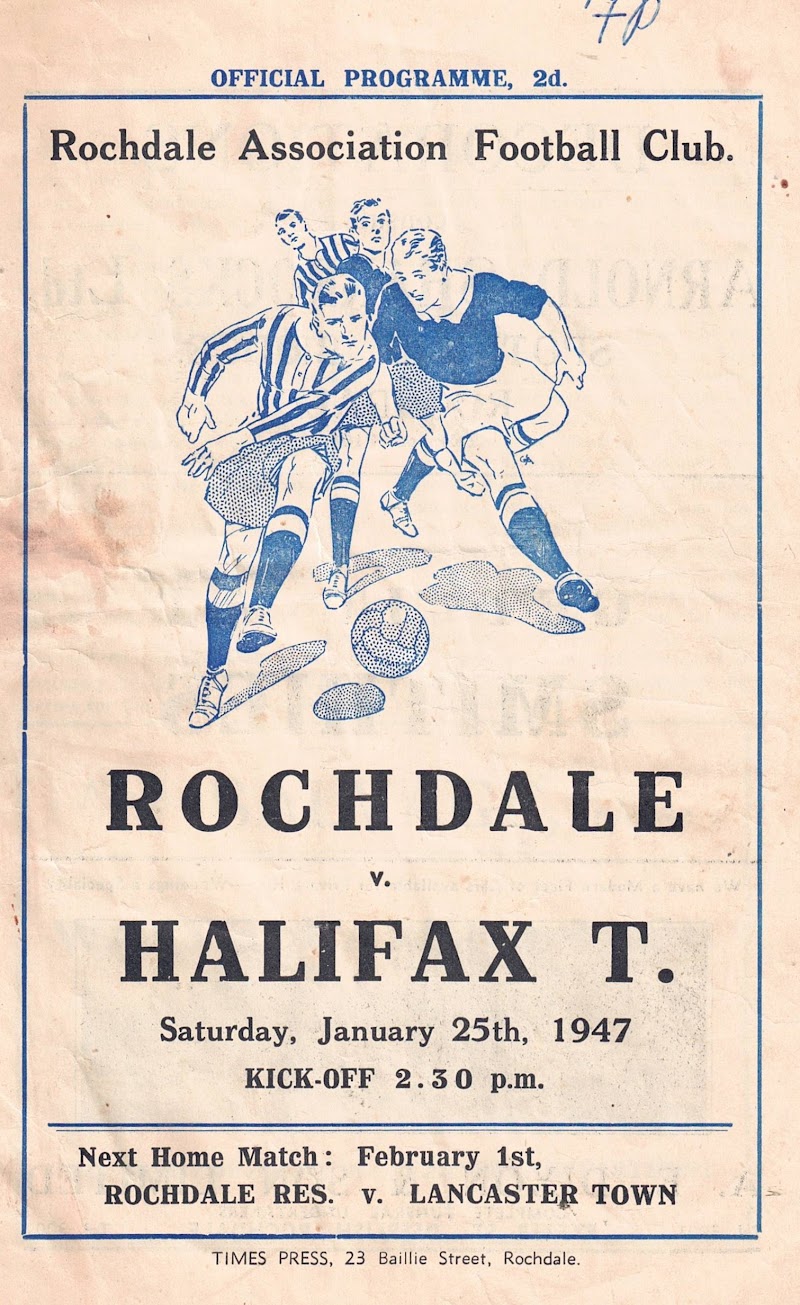 7p
OFFICIAL PROGRAMME, 2d.
Rochdale Association Football Club.
ROCHDALE
v.
HALIFAX T.
Saturday, January 25th, 1947
KICK-OFF 2.30 p.m.
Next Home Match: February 1st,
ROCHDALE RES. v. LANCASTER TOWN
TIMES PRESS, 23 Baillie Street, Rochdale.